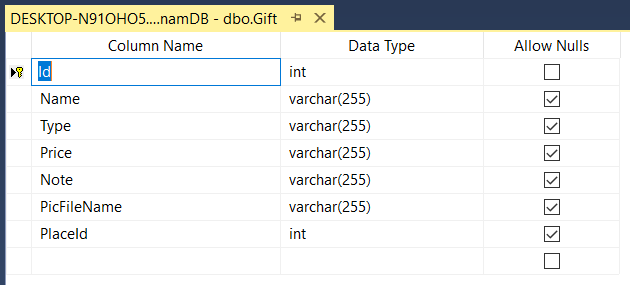 DESKTOP-N91OHO5....namDB - dbo.Gift
Column Name Data Type Allow Nulls
Id int
Name varchar(255)
Type varchar(255)
Price varchar(255)
Note varchar(255)
PicFileName varchar(255)
PlaceId int